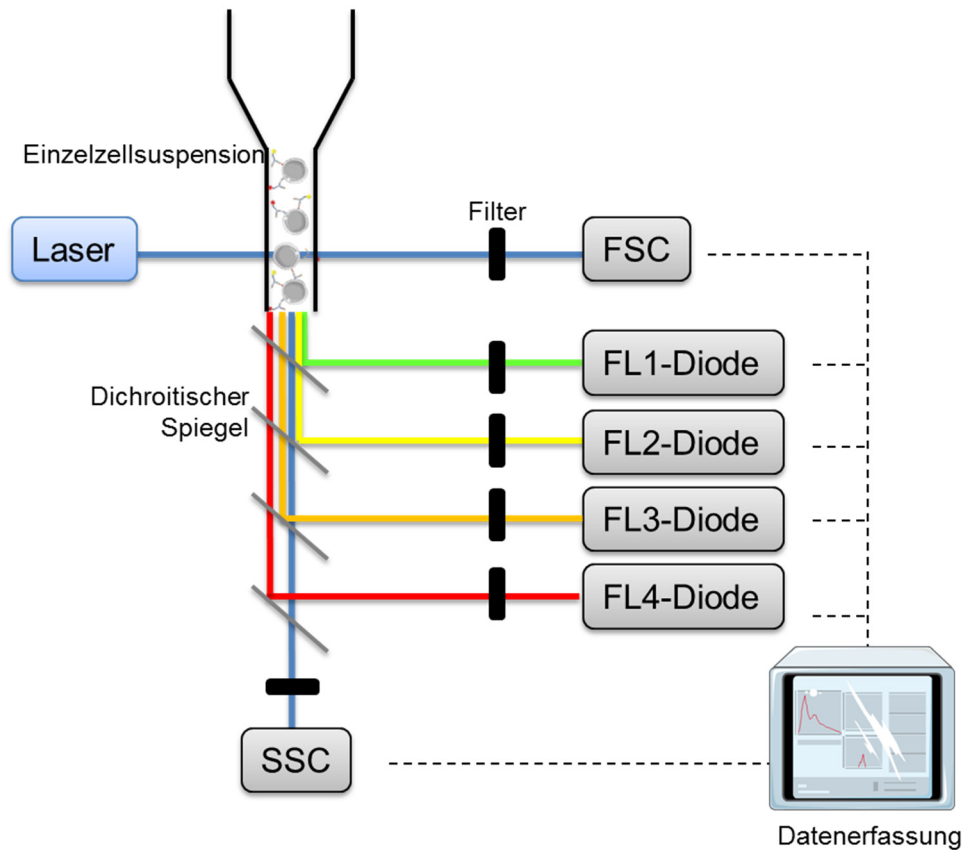 Einzelzellsuspension
Filter
Laser
FSC
FL1-Diode
Dichroitischer
Spiegel
FL2-Diode
FL3-Diode
FL4-Diode
SSC
Datenerfassung